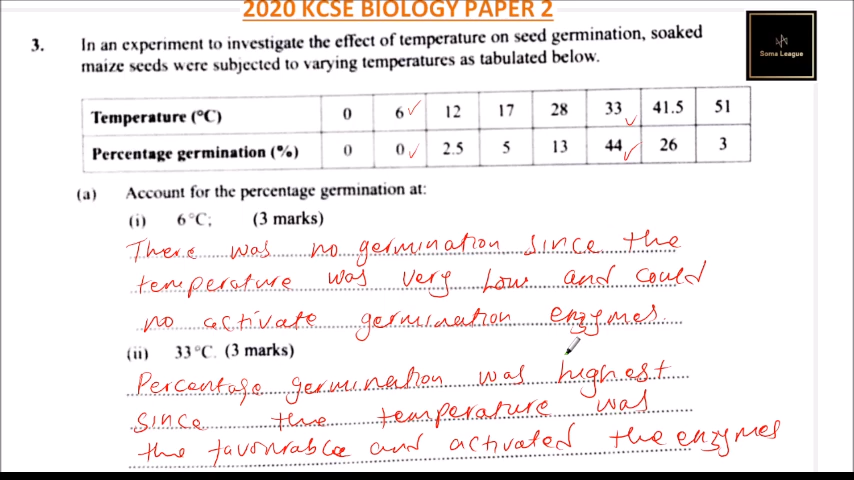 2020 KCSE BIOLOGY PAPER 2
3. In an experiment to investigate the effect of temperature on seed germination, soaked
maize seeds were subjected to varying temperatures as tabulated below.
Soma League
Temperature (°C) 0 6 12 17 28 33 41.5 51
Percentage germination (%) 0 0 2.5 5 13 44 26 3
(a) Account for the percentage germination at:
(i) 6°C; (3 marks)
There was no germination since the
temperature was very low and could
no activate germination enzymes.
(ii) 33°C. (3 marks)
Percentage germination was highest
since the temperature was
the favourable and activated the enzymes